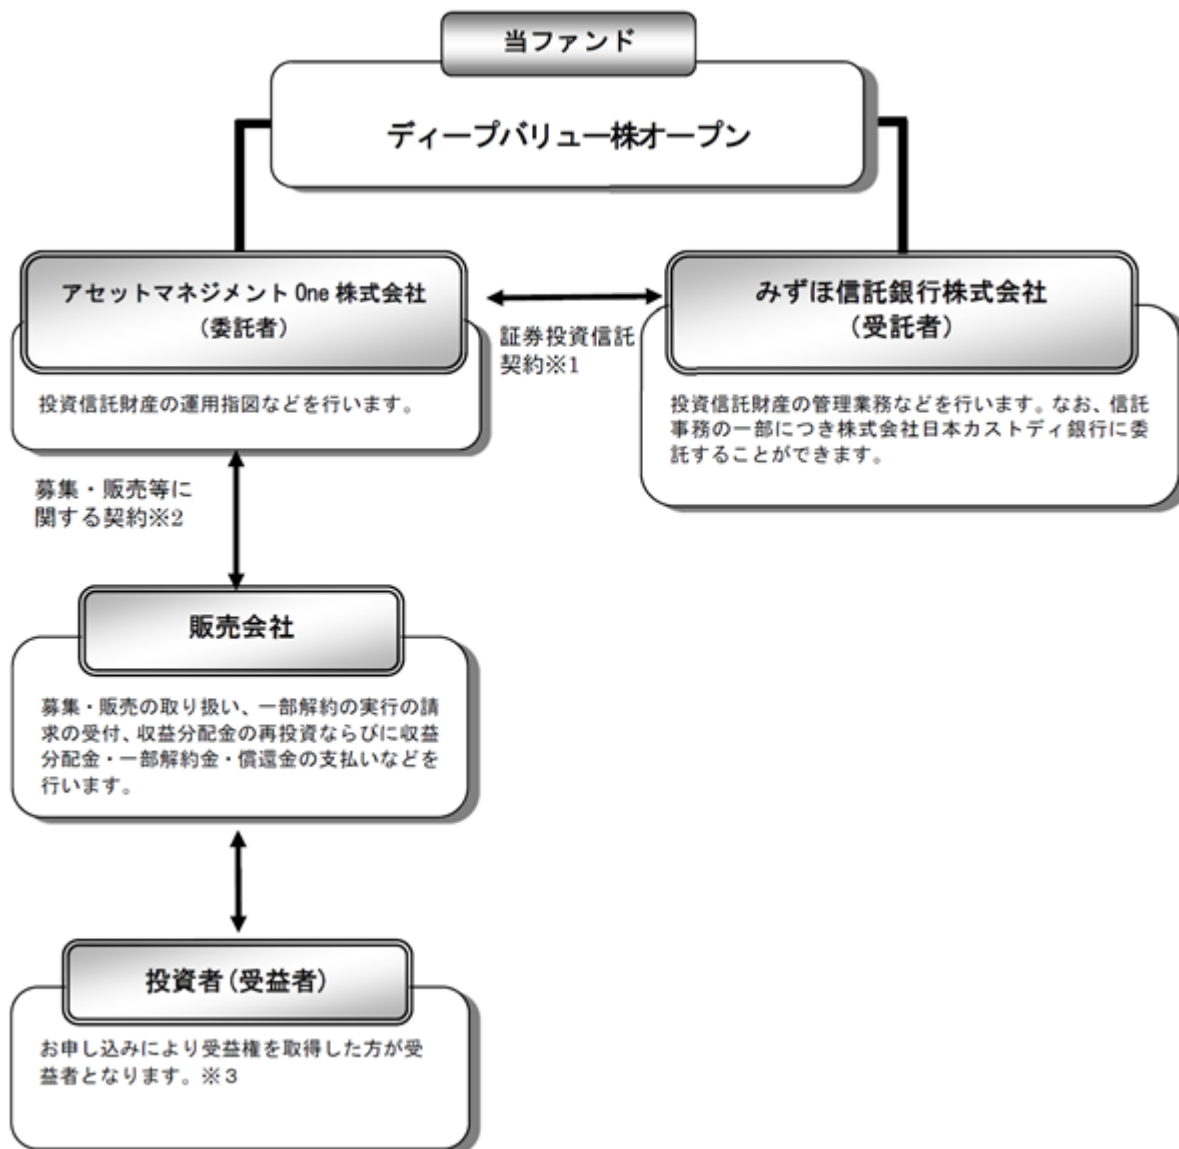 当ファンド
ディープバリュー株オープン
アセットマネジメント One 株式会社
(委託者)
投資信託財産の運用指図などを行います。
証券投資信託
契約※1
みずほ信託銀行株式会社
(受託者)
投資信託財産の管理業務などを行います。なお、信託
事務の一部につき株式会社日本カストディ銀行に委
託することができます。
募集・販売等に
関する契約※2
販売会社
募集・販売の取り扱い、一部解約の実行の請
求の受付、収益分配金の再投資ならびに収益
分配金・一部解約金・償還金の支払いなどを
行います。
投資者(受益者)
お申し込みにより受益権を取得した方が受
益者となります。※3